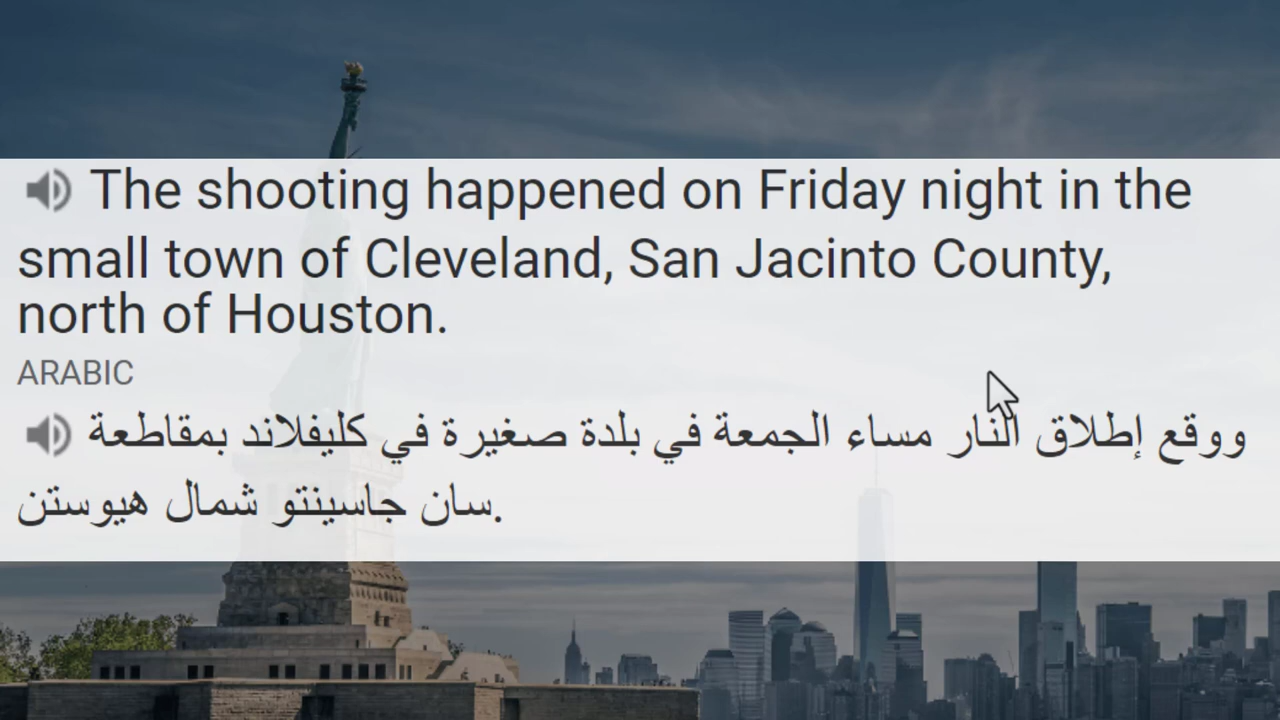 The shooting happened on Friday night in the
small town of Cleveland, San Jacinto County,
north of Houston.
ARABIC
ووقع إطلاق النار مساء الجمعة في بلدة صغيرة في كليفلاند بمقاطعة
سان جاسينتو شمال هيوستن.